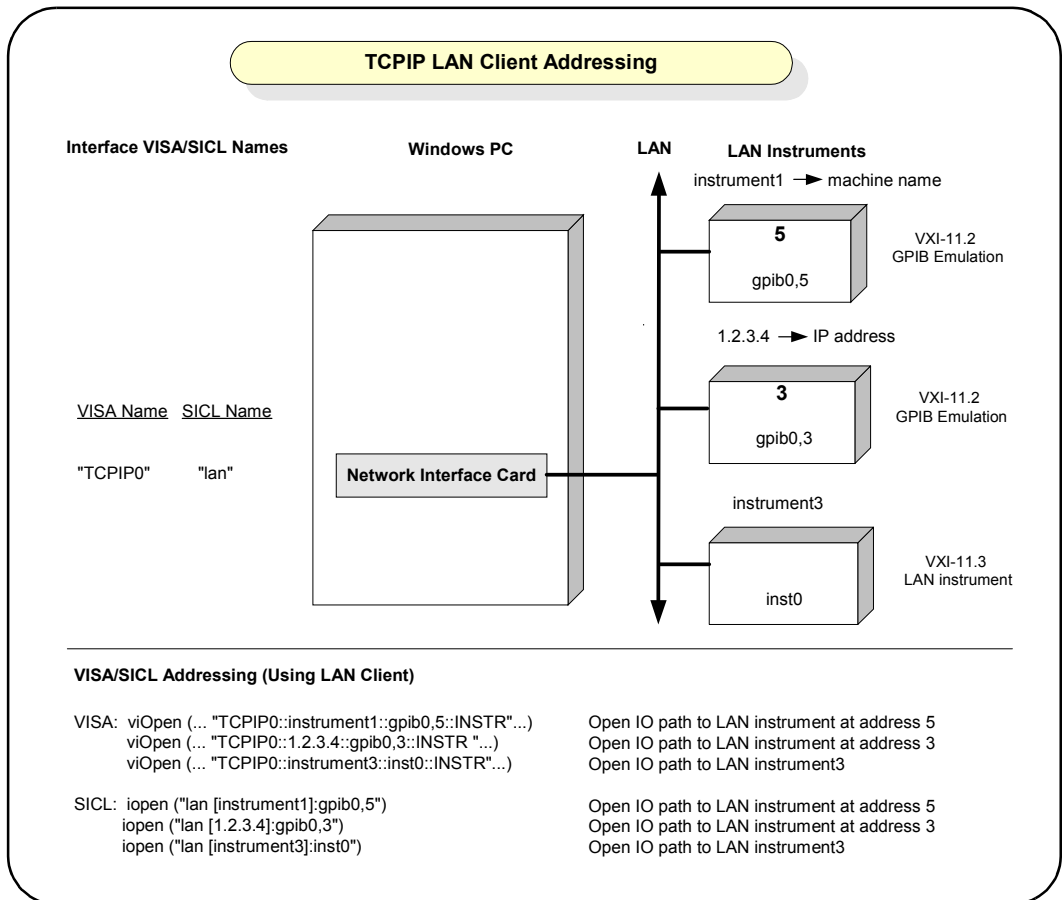 TCPIP LAN Client Addressing
Interface VISA/SICL Names
Windows PC
LAN
LAN Instruments
instrument1 → machine name
5
gpib0,5
VXI-11.2
GPIB Emulation
1.2.3.4 → IP address
3
gpib0,3
VXI-11.2
GPIB Emulation
VISA Name SICL Name
"TCPIP0" "lan"
Network Interface Card
instrument3
inst0
VXI-11.3
LAN instrument
VISA/SICL Addressing (Using LAN Client)
VISA: viOpen (... "TCPIP0::instrument1::gpib0,5::INSTR"...) Open IO path to LAN instrument at address 5
viOpen (... "TCPIP0::1.2.3.4::gpib0,3::INSTR "...) Open IO path to LAN instrument at address 3
viOpen (... "TCPIP0::instrument3::inst0::INSTR"...) Open IO path to LAN instrument3
SICL: iopen ("lan [instrument1]:gpib0,5") Open IO path to LAN instrument at address 5
iopen ("lan [1.2.3.4]:gpib0,3") Open IO path to LAN instrument at address 3
iopen ("lan [instrument3]:inst0") Open IO path to LAN instrument3